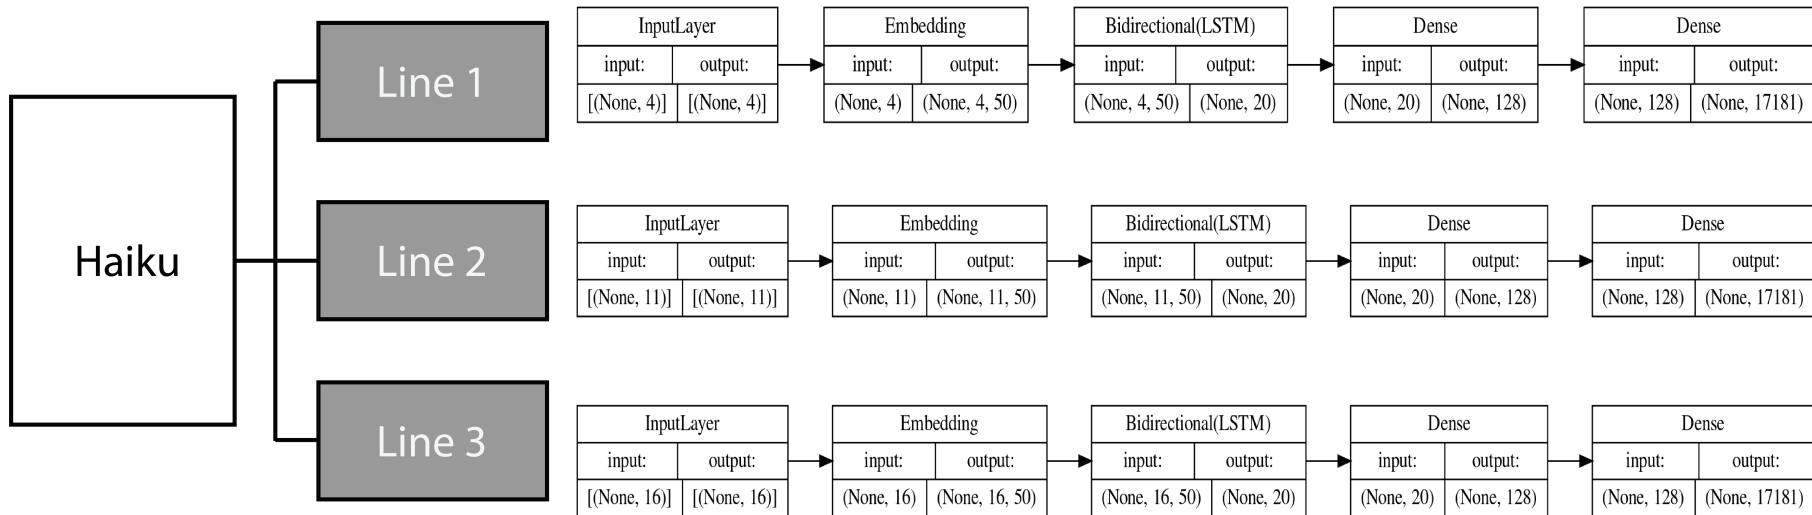 Haiku
Line 1
InputLayer Embedding Bidirectional(LSTM) Dense Dense
input: output: input: output: input: output: input: output: input: output:
[(None, 4)] [(None, 4)] (None, 4) (None, 4, 50) (None, 4, 50) (None, 20) (None, 20) (None, 128) (None, 128) (None, 17181)
Line 2
InputLayer Embedding Bidirectional(LSTM) Dense Dense
input: output: input: output: input: output: input: output: input: output:
[(None, 11)] [(None, 11)] (None, 11) (None, 11, 50) (None, 11, 50) (None, 20) (None, 20) (None, 128) (None, 128) (None, 17181)
Line 3
InputLayer Embedding Bidirectional(LSTM) Dense Dense
input: output: input: output: input: output: input: output: input: output:
[(None, 16)] [(None, 16)] (None, 16) (None, 16, 50) (None, 16, 50) (None, 20) (None, 20) (None, 128) (None, 128) (None, 17181)